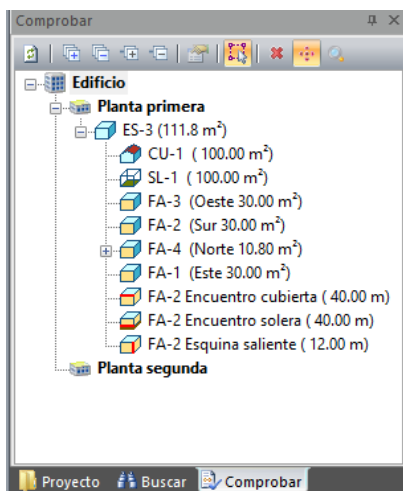 Comprobar
Edificio
Planta primera
ES-3 (111.8 m²)
CU-1 ( 100.00 m²)
SL-1 ( 100.00 m²)
FA-3 (Oeste 30.00 m²)
FA-2 (Sur 30.00 m²)
FA-4 (Norte 10.80 m²)
FA-1 (Este 30.00 m²)
FA-2 Encuentro cubierta ( 40.00 m)
FA-2 Encuentro solera ( 40.00 m)
FA-2 Esquina saliente ( 12.00 m)
Planta segunda
Proyecto Buscar Comprobar